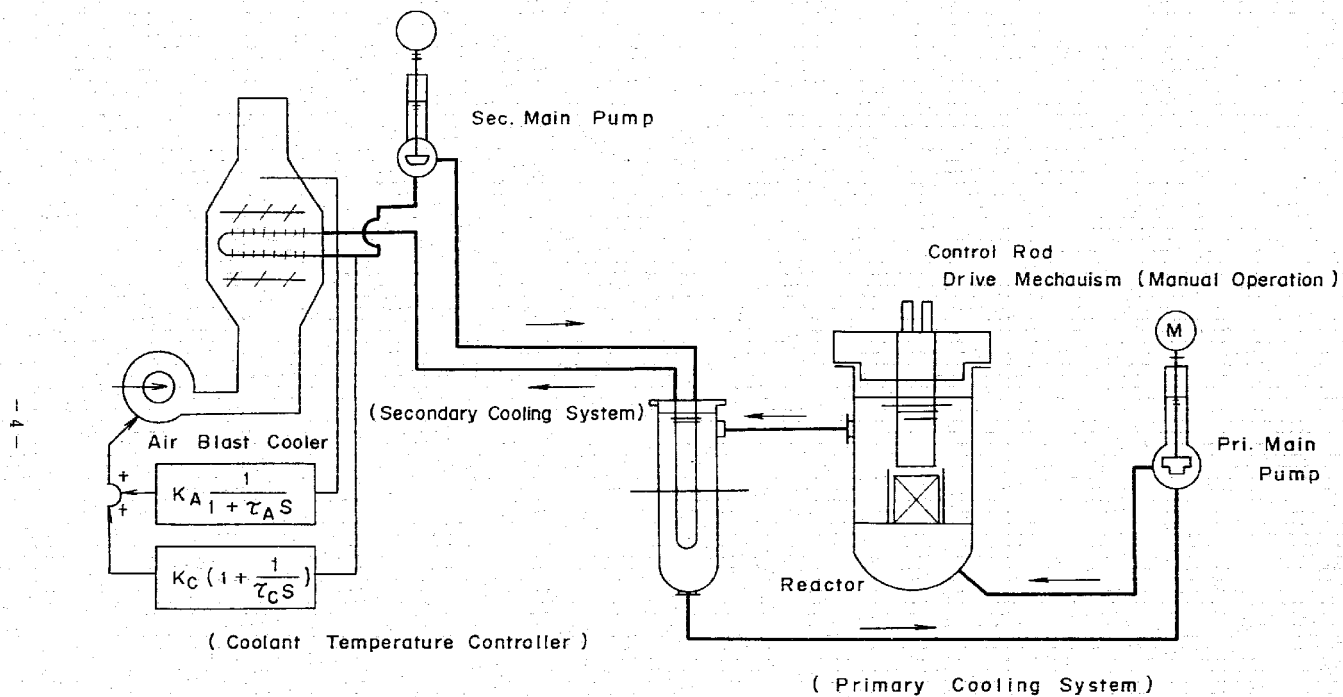 Sec. Main Pump
Control Rod
Drive Mechauism (Manual Operation)
M
(Secondary Cooling System)
Air Blast Cooler
Pri. Main
Pump
+
K_A 1/(1 + τ_A S)
+
K_C (1 + 1/(τ_C S))
Reactor
(Coolant Temperature Controller)
(Primary Cooling System)
- 4 -